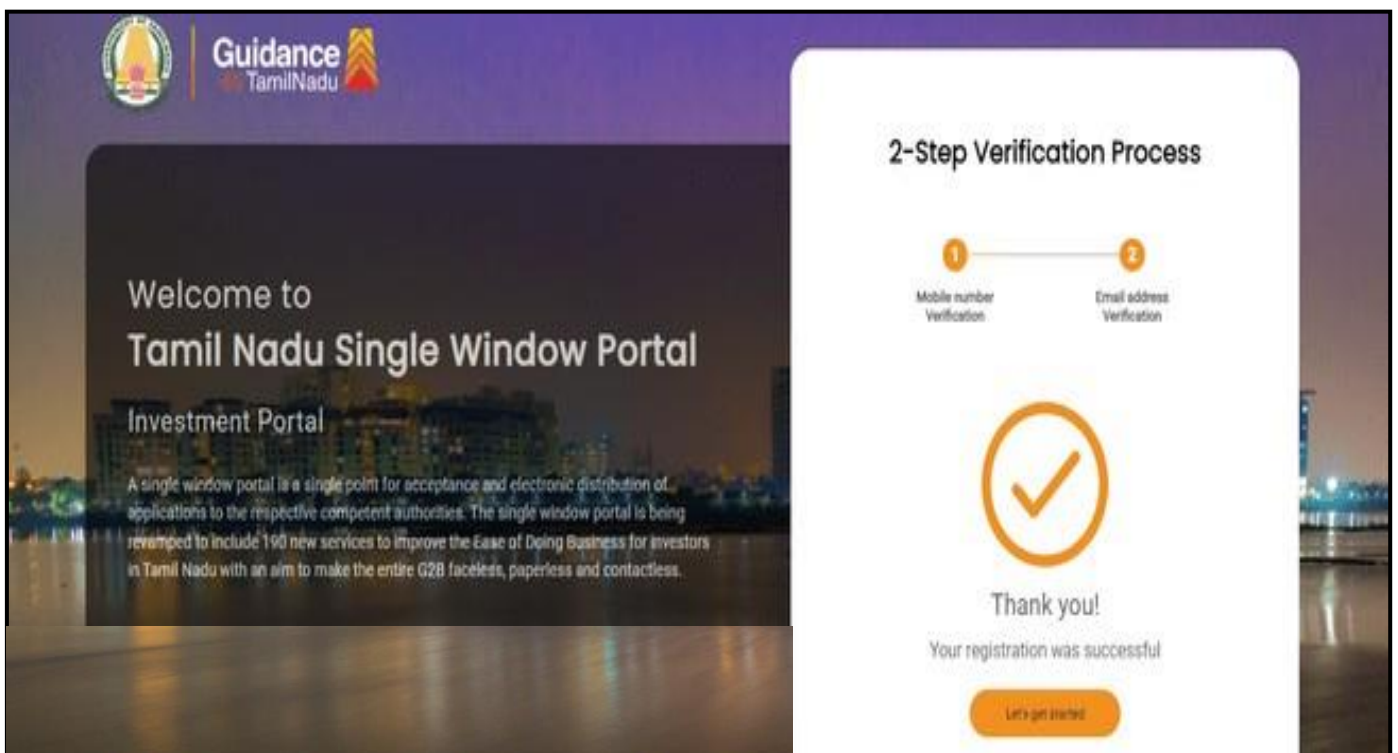 Guidance
TamilNadu
Welcome to
Tamil Nadu Single Window Portal
Investment Portal
A single window portal is a single point for acceptance and electronic distribution of
applications to the respective competent authorities. The single window portal is being
revamped to include 190 new services to improve the Ease of Doing Business for investors
in Tamil Nadu with an aim to make the entire G2B faceless, paperless and contactless.
2-Step Verification Process
1
2
Mobile number
Verification
Email address
Verification
Thank you!
Your registration was successful
Let's get started